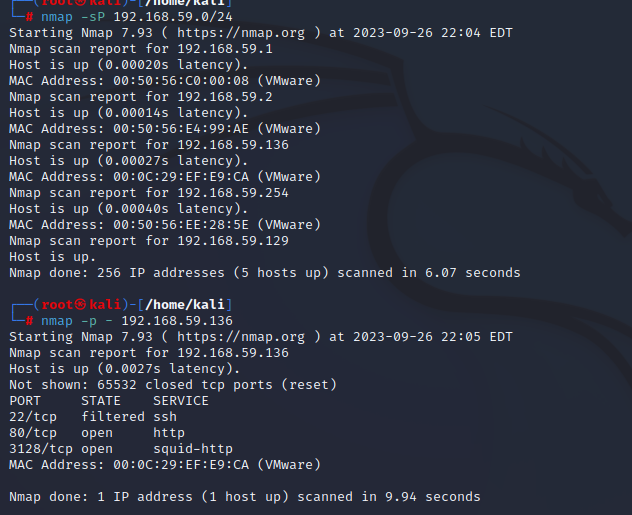 ┌──(root㉿kali)-[/home/kali]
└─# nmap -sP 192.168.59.0/24
Starting Nmap 7.93 ( https://nmap.org ) at 2023-09-26 22:04 EDT
Nmap scan report for 192.168.59.1
Host is up (0.00020s latency).
MAC Address: 00:50:56:C0:00:08 (VMware)
Nmap scan report for 192.168.59.2
Host is up (0.00014s latency).
MAC Address: 00:50:56:E4:99:AE (VMware)
Nmap scan report for 192.168.59.136
Host is up (0.00027s latency).
MAC Address: 00:0C:29:EF:E9:CA (VMware)
Nmap scan report for 192.168.59.254
Host is up (0.00040s latency).
MAC Address: 00:50:56:EE:28:5E (VMware)
Nmap scan report for 192.168.59.129
Host is up.
Nmap done: 256 IP addresses (5 hosts up) scanned in 6.07 seconds
┌──(root㉿kali)-[/home/kali]
└─# nmap -p - 192.168.59.136
Starting Nmap 7.93 ( https://nmap.org ) at 2023-09-26 22:05 EDT
Nmap scan report for 192.168.59.136
Host is up (0.0027s latency).
Not shown: 65532 closed tcp ports (reset)
PORT     STATE    SERVICE
22/tcp   filtered ssh
80/tcp   open     http
3128/tcp open     squid-http
MAC Address: 00:0C:29:EF:E9:CA (VMware)
Nmap done: 1 IP address (1 host up) scanned in 9.94 seconds